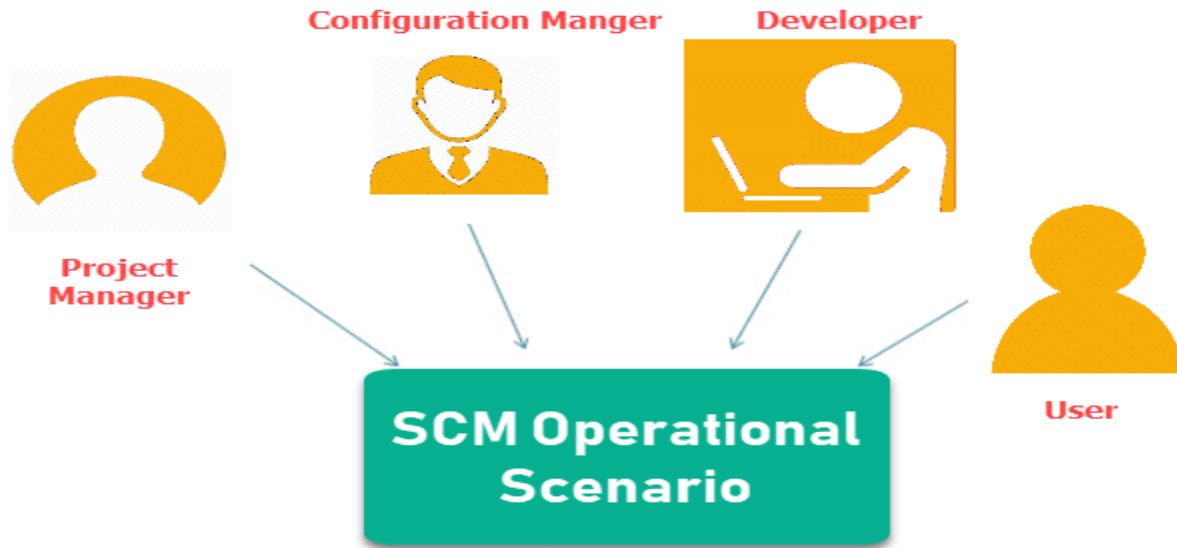 Configuration Manger
Developer
Project
Manager
User
SCM Operational
Scenario